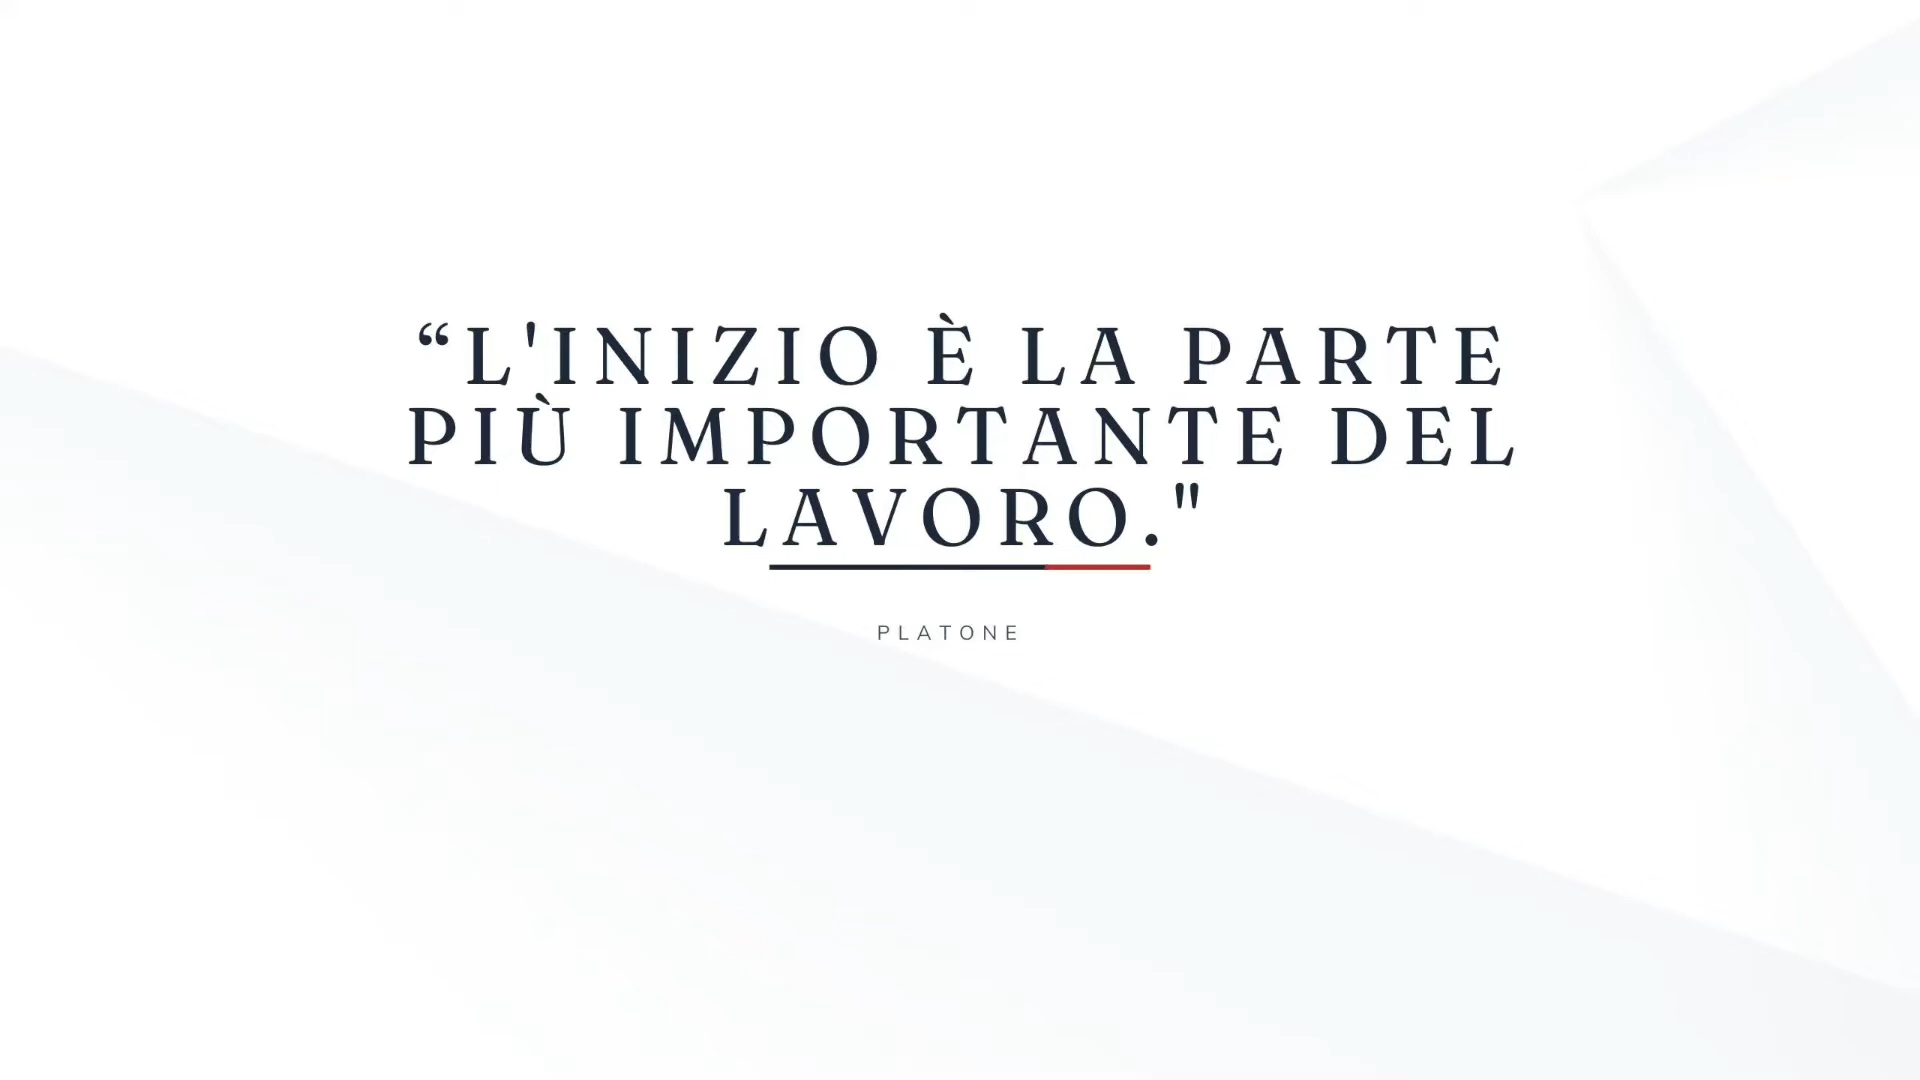 “L'INIZIO È LA PARTE
PIÙ IMPORTANTE DEL
LAVORO."
PLATONE